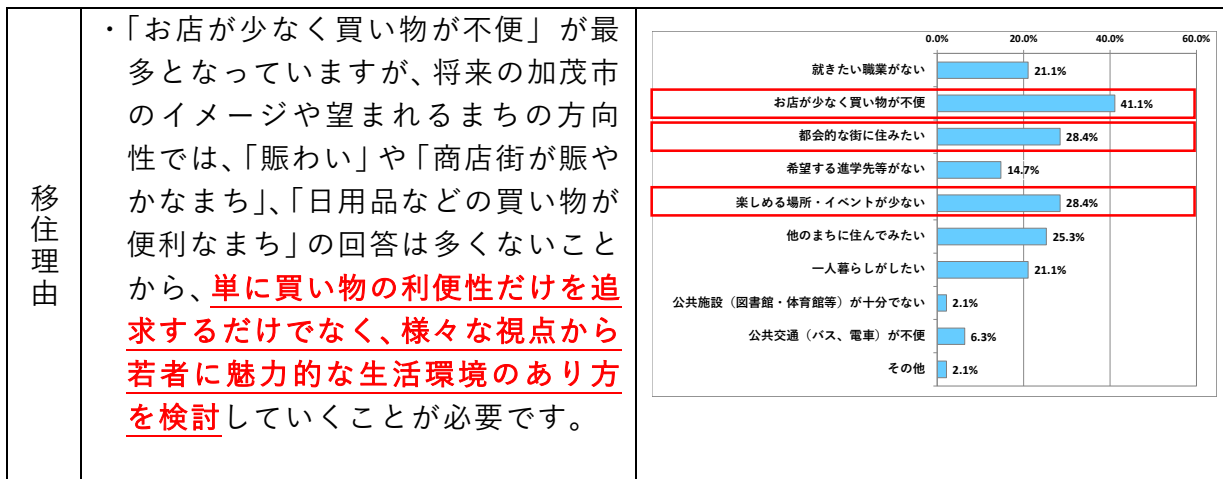 移住理由
・「お店が少なく買い物が不便」が最
多となっていますが、将来の加茂市
のイメージや望まれるまちの方向
性では、「賑わい」や「商店街が賑や
かなまち」、「日用品などの買い物が
便利なまち」の回答は多くないこと
から、単に買い物の利便性だけを追
求するだけでなく、様々な視点から
若者に魅力的な生活環境のあり方
を検討していくことが必要です。
0.0% 20.0% 40.0% 60.0%
就きたい職業がない 21.1%
お店が少なく買い物が不便 41.1%
都会的な街に住みたい 28.4%
希望する進学先等がない 14.7%
楽しめる場所・イベントが少ない 28.4%
他のまちに住んでみたい 25.3%
一人暮らしがしたい 21.1%
公共施設（図書館・体育館等）が十分でない 2.1%
公共交通（バス、電車）が不便 6.3%
その他 2.1%